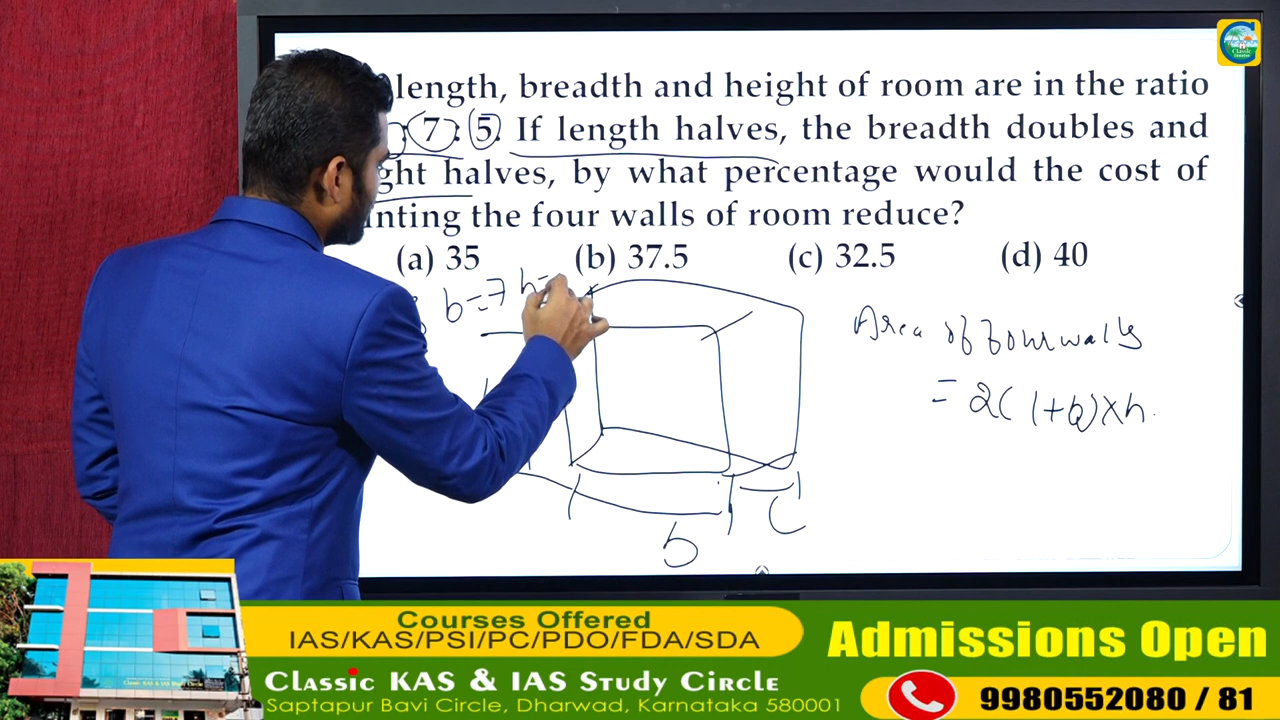 length, breadth and height of room are in the ratio
: 7 : 5. If length halves, the breadth doubles and
ght halves, by what percentage would the cost of
inting the four walls of room reduce?
(a) 35 (b) 37.5 (c) 32.5 (d) 40
b=7 h=
Area of four walls
= 2(l+b)×h.
b
Classic
Education
Courses Offered
IAS/KAS/PSI/PC/PDO/FDA/SDA
Classic KAS & IAS Study Circle
Saptapur Bavi Circle, Dharwad, Karnataka 580001
Admissions Open
9980552080 / 81